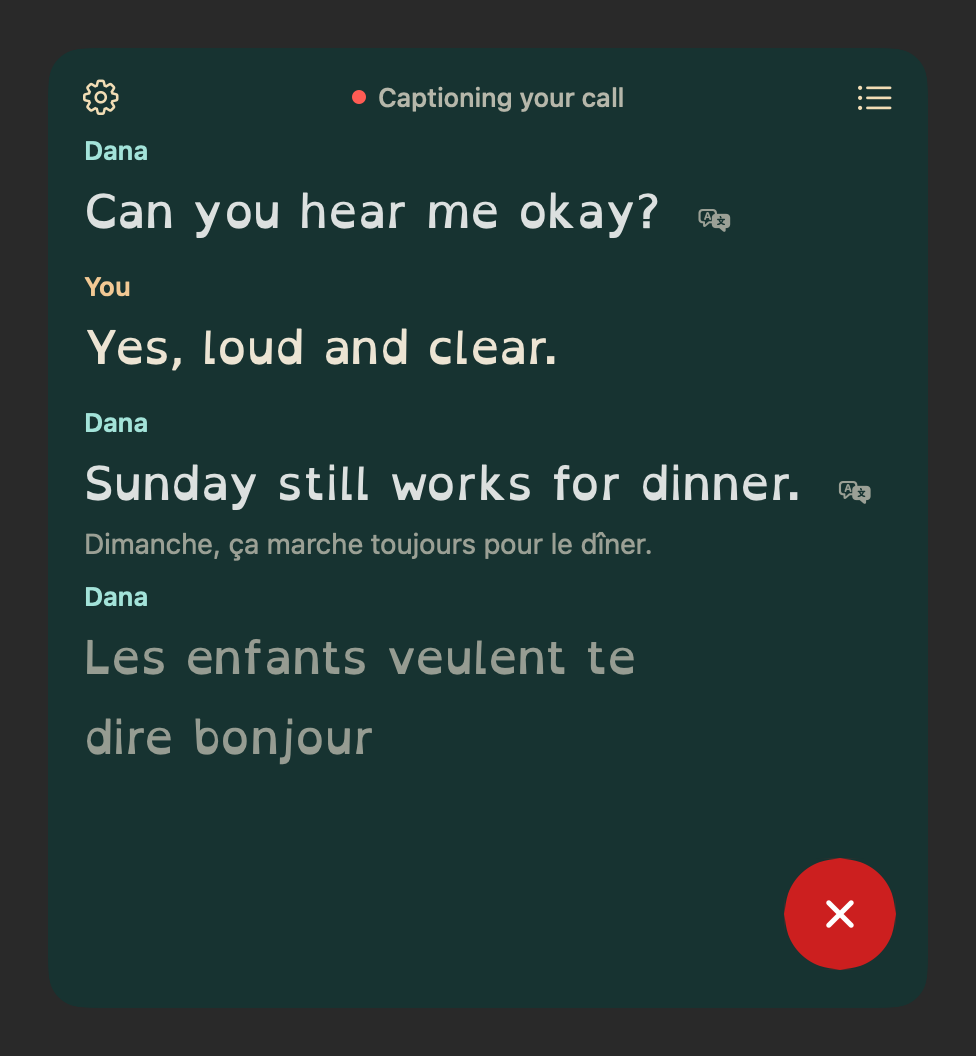 Captioning your call
Dana
Can you hear me okay?
You
Yes, loud and clear.
Dana
Sunday still works for dinner.
Dimanche, ça marche toujours pour le dîner.
Dana
Les enfants veulent te
dire bonjour